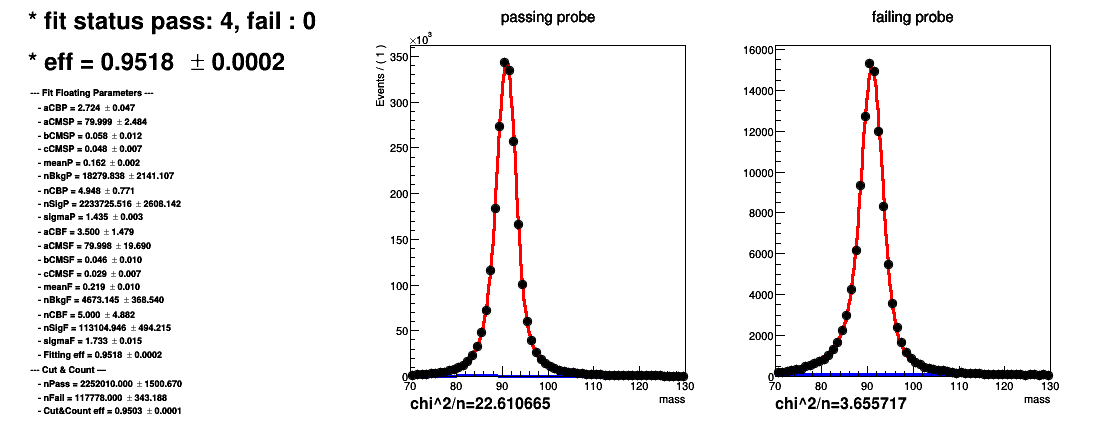 * fit status pass: 4, fail : 0
* eff = 0.9518 ± 0.0002
--- Fit Floating Parameters ---
- aCBP = 2.724 ± 0.047
- aCMSP = 79.999 ± 2.484
- bCMSP = 0.058 ± 0.012
- cCMSP = 0.048 ± 0.007
- meanP = 0.162 ± 0.002
- nBkgP = 18279.838 ± 2141.107
- nCBP = 4.948 ± 0.771
- nSigP = 2233725.516 ± 2608.142
- sigmaP = 1.435 ± 0.003
- aCBF = 3.500 ± 1.479
- aCMSF = 79.998 ± 19.690
- bCMSF = 0.046 ± 0.010
- cCMSF = 0.029 ± 0.007
- meanF = 0.219 ± 0.010
- nBkgF = 4673.145 ± 368.540
- nCBF = 5.000 ± 4.882
- nSigF = 113104.946 ± 494.215
- sigmaF = 1.733 ± 0.015
- Fitting eff = 0.9518 ± 0.0002
--- Cut & Count ---
- nPass = 2252010.000 ± 1500.670
- nFail = 117778.000 ± 343.188
- Cut&Count eff = 0.9503 ± 0.0001
passing probe
×10³
Events / ( 1 )
350
300
250
200
150
100
50
0
70 80 90 100 110 120 130
mass
chi^2/n=22.610665
failing probe
16000
14000
12000
10000
8000
6000
4000
2000
0
70 80 90 100 110 120 130
mass
chi^2/n=3.655717